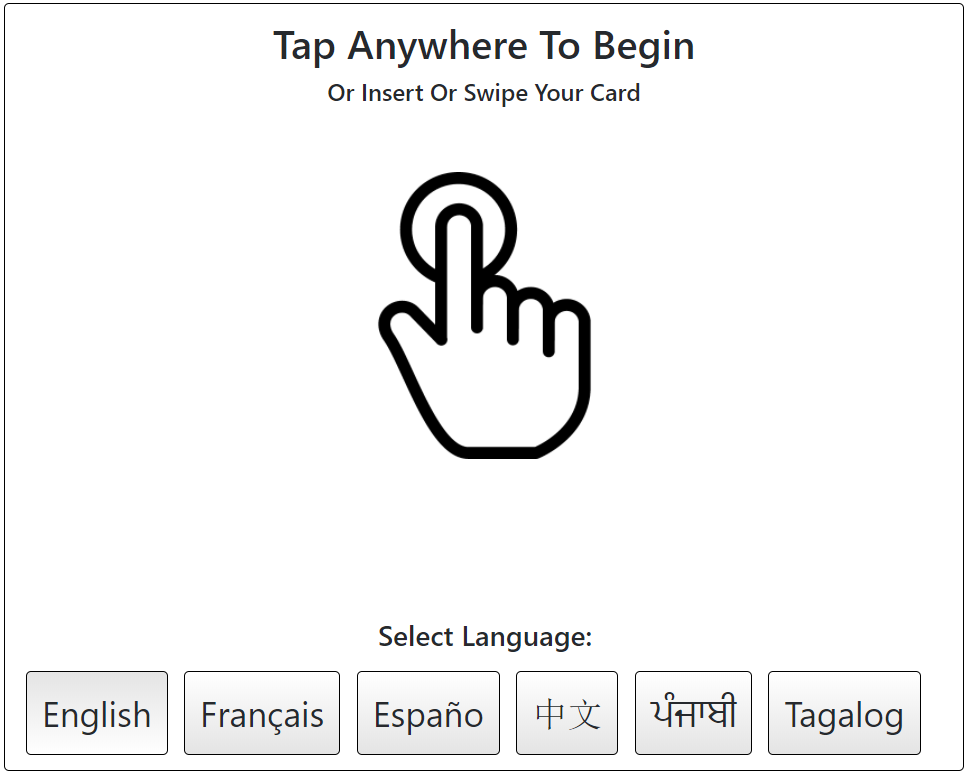 Tap Anywhere To Begin
Or Insert Or Swipe Your Card
Select Language:
English Français Españo 中文 ਪੰਜਾਬੀ Tagalog